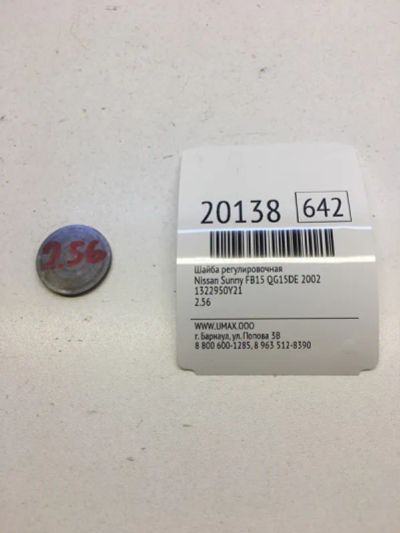 2.56
20138 642
Шайба регулировочная
Nissan Sunny FB15 QG15DE 2002
1322950Y21
2.56
WWW.UMAX.OOO
г. Барнаул, ул. Попова 3В
8 800 600-1285, 8 963 512-8390